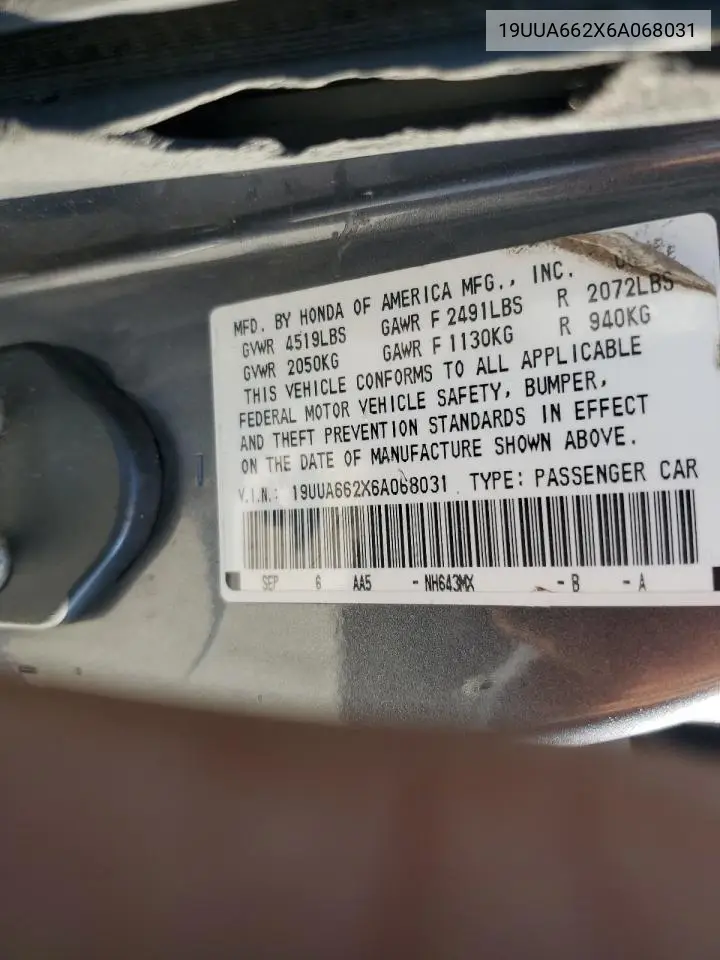 19UUA662X6A068031
MFD. BY HONDA OF AMERICA MFG., INC.
GVWR 4519LBS GAWR F 2491LBS R 2072LBS
GVWR 2050KG GAWR F 1130KG R 940KG
THIS VEHICLE CONFORMS TO ALL APPLICABLE
FEDERAL MOTOR VEHICLE SAFETY, BUMPER,
AND THEFT PREVENTION STANDARDS IN EFFECT
ON THE DATE OF MANUFACTURE SHOWN ABOVE.
V.I.N.: 19UUA662X6A068031 TYPE: PASSENGER CAR
SEP 6 AA5 - NH643MX - B - A